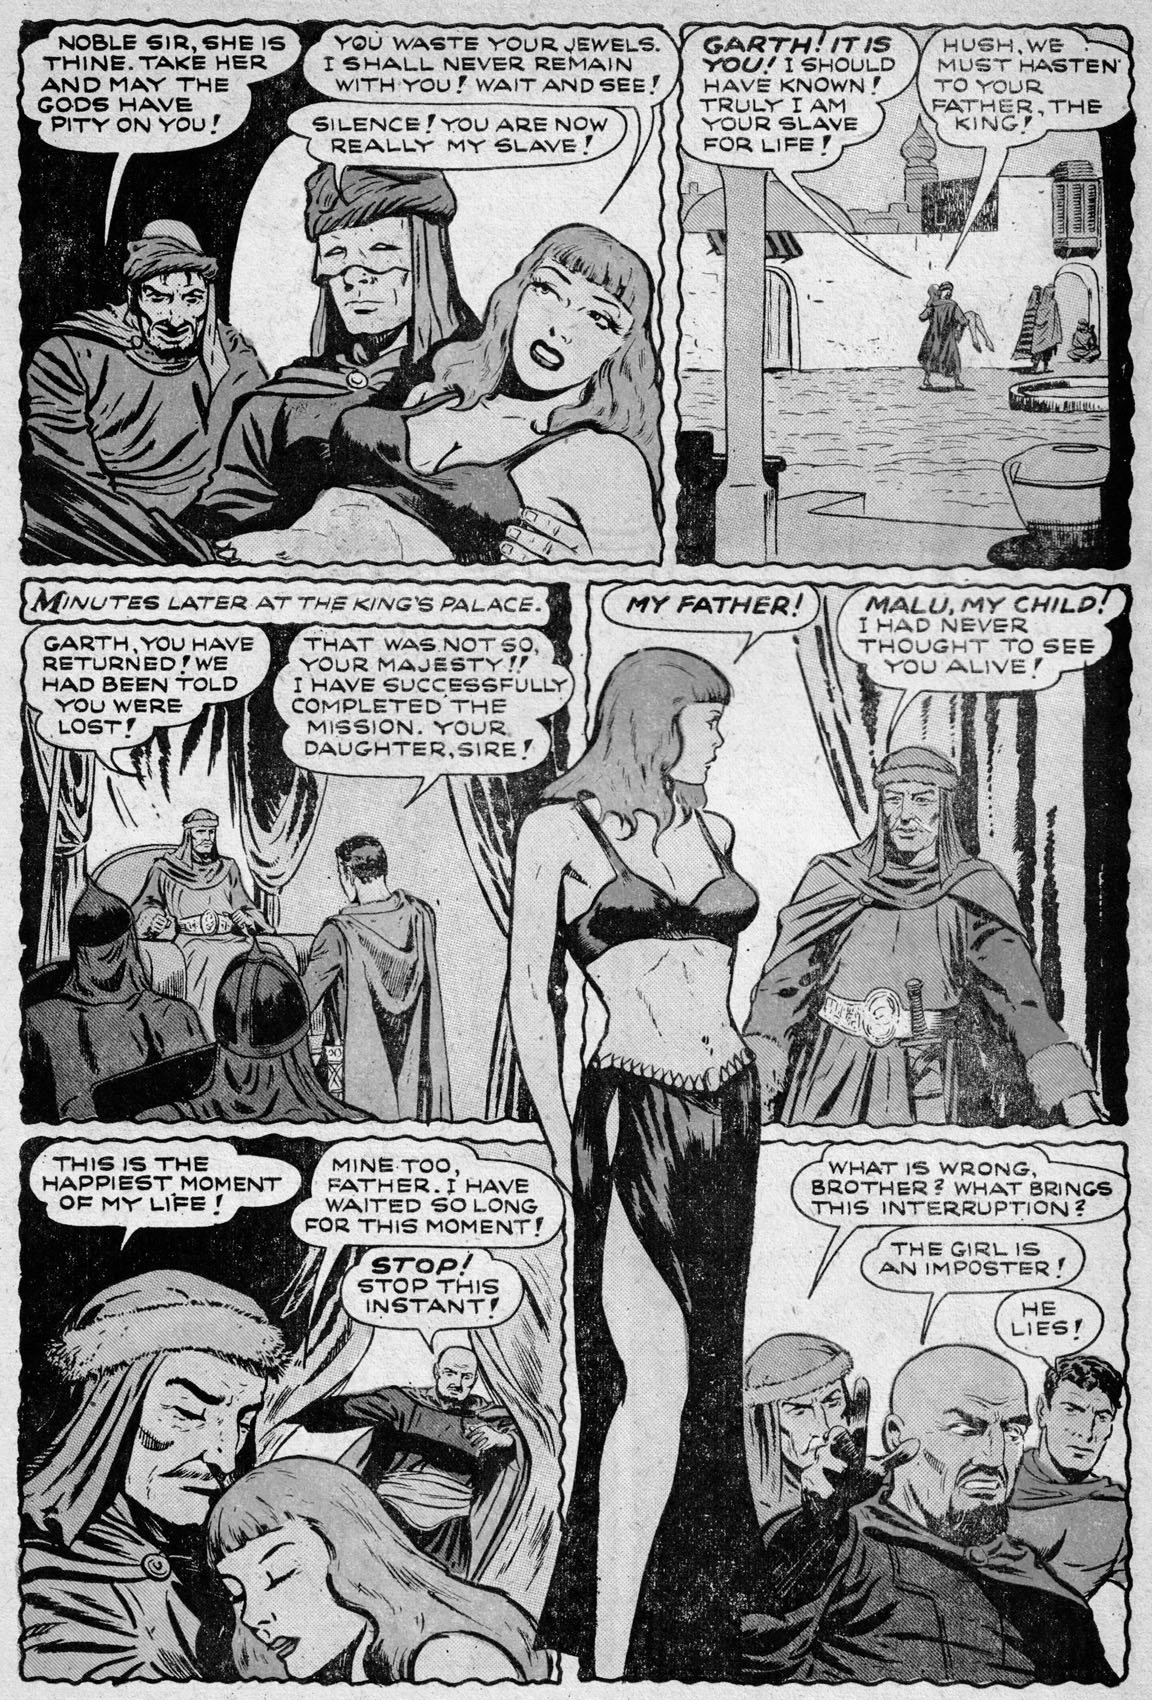 NOBLE SIR, SHE IS
THINE. TAKE HER
AND MAY THE
GODS HAVE
PITY ON YOU!
YOU WASTE YOUR JEWELS.
I SHALL NEVER REMAIN
WITH YOU! WAIT AND SEE!
SILENCE! YOU ARE NOW
REALLY MY SLAVE!
GARTH! IT IS
YOU! I SHOULD
HAVE KNOWN!
TRULY I AM
YOUR SLAVE
FOR LIFE!
HUSH, WE
MUST HASTEN
TO YOUR
FATHER, THE
KING!
MINUTES LATER AT THE KING'S PALACE.
GARTH, YOU HAVE
RETURNED! WE
HAD BEEN TOLD
YOU WERE
LOST!
THAT WAS NOT SO,
YOUR MAJESTY!!
I HAVE SUCCESSFULLY
COMPLETED THE
MISSION. YOUR
DAUGHTER, SIRE!
MY FATHER!
MALU, MY CHILD!
I HAD NEVER
THOUGHT TO SEE
YOU ALIVE!
THIS IS THE
HAPPIEST MOMENT
OF MY LIFE!
MINE TOO,
FATHER. I HAVE
WAITED SO LONG
FOR THIS MOMENT!
STOP!
STOP THIS
INSTANT!
WHAT IS WRONG,
BROTHER? WHAT BRINGS
THIS INTERRUPTION?
THE GIRL IS
AN IMPOSTER!
HE
LIES!